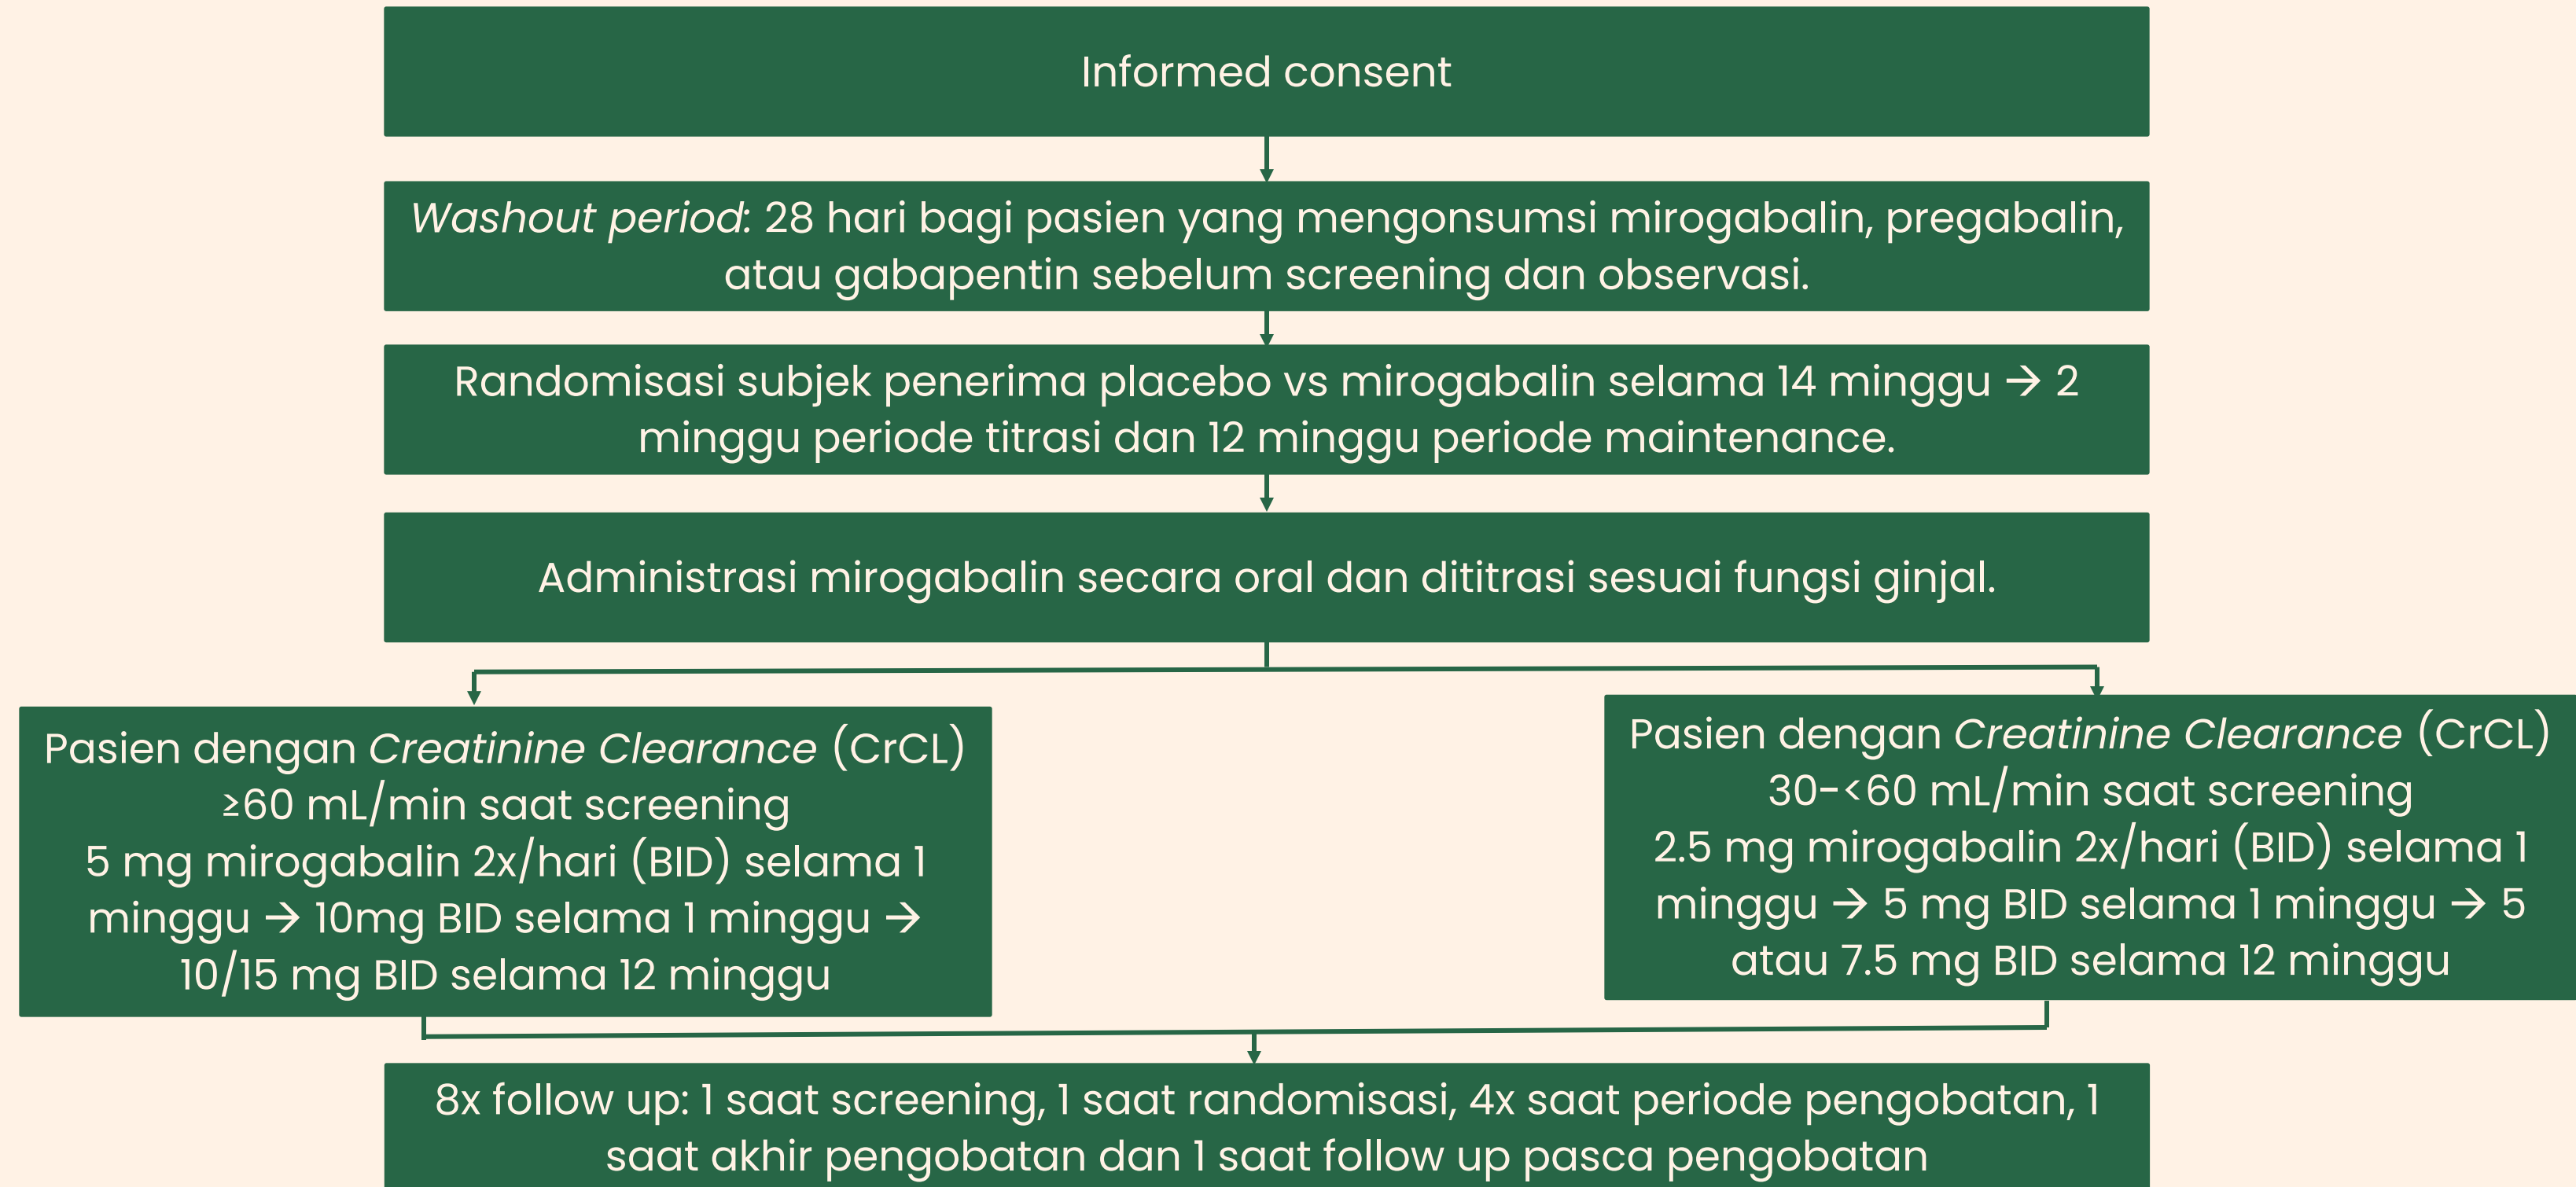 Informed consent
Washout period: 28 hari bagi pasien yang mengonsumsi mirogabalin, pregabalin,
atau gabapentin sebelum screening dan observasi.
Randomisasi subjek penerima placebo vs mirogabalin selama 14 minggu → 2
minggu periode titrasi dan 12 minggu periode maintenance.
Administrasi mirogabalin secara oral dan dititrasi sesuai fungsi ginjal.
Pasien dengan Creatinine Clearance (CrCL)
≥60 mL/min saat screening
5 mg mirogabalin 2x/hari (BID) selama 1
minggu → 10mg BID selama 1 minggu →
10/15 mg BID selama 12 minggu
Pasien dengan Creatinine Clearance (CrCL)
30-<60 mL/min saat screening
2.5 mg mirogabalin 2x/hari (BID) selama 1
minggu → 5 mg BID selama 1 minggu → 5
atau 7.5 mg BID selama 12 minggu
8x follow up: 1 saat screening, 1 saat randomisasi, 4x saat periode pengobatan, 1
saat akhir pengobatan dan 1 saat follow up pasca pengobatan